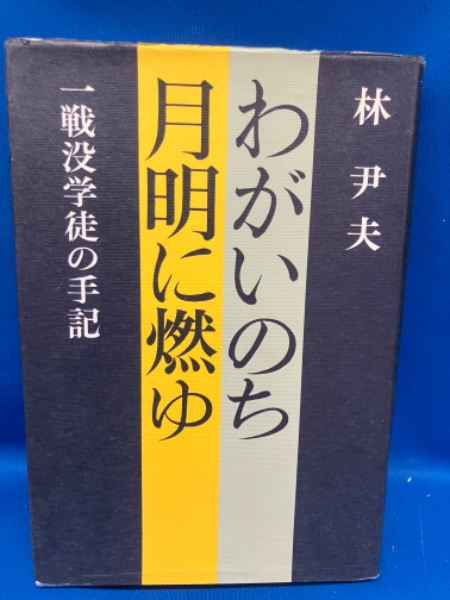 林 尹夫
わがいのち
月明に燃ゆ
一戦没学徒の手記